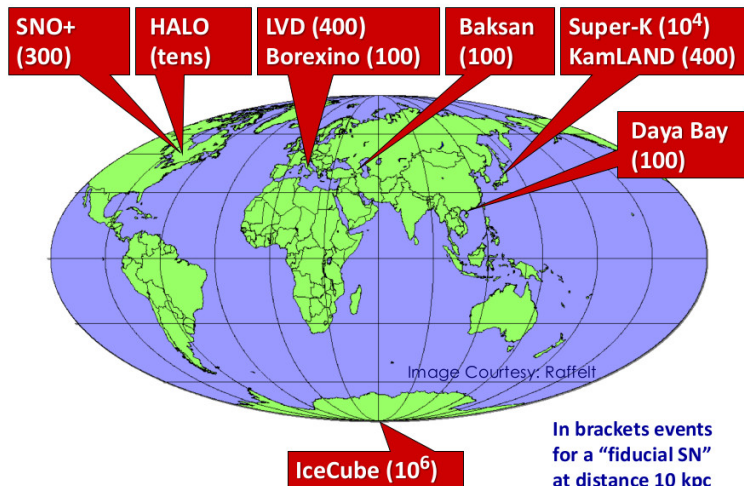 SNO+
(300)
HALO
(tens)
LVD (400)
Borexino (100)
Baksan
(100)
Super-K (10⁴)
KamLAND (400)
Daya Bay
(100)
Image Courtesy: Raffelt
IceCube (10⁶)
In brackets events
for a “fiducial SN”
at distance 10 kpc